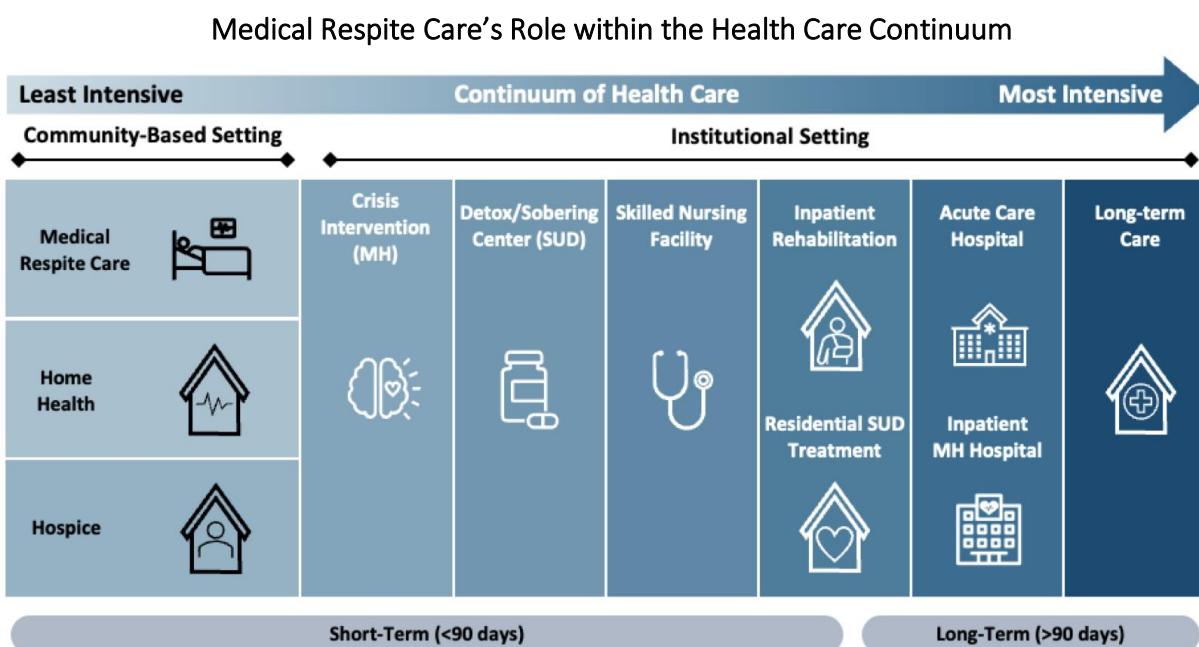 Medical Respite Care’s Role within the Health Care Continuum
Least Intensive
Continuum of Health Care
Most Intensive
Community-Based Setting
Institutional Setting
Medical
Respite Care
Home
Health
Hospice
Crisis
Intervention
(MH)
Detox/Sobering
Center (SUD)
Skilled Nursing
Facility
Inpatient
Rehabilitation
Residential SUD
Treatment
Acute Care
Hospital
Inpatient
MH Hospital
Long-term
Care
Short-Term (<90 days)
Long-Term (>90 days)